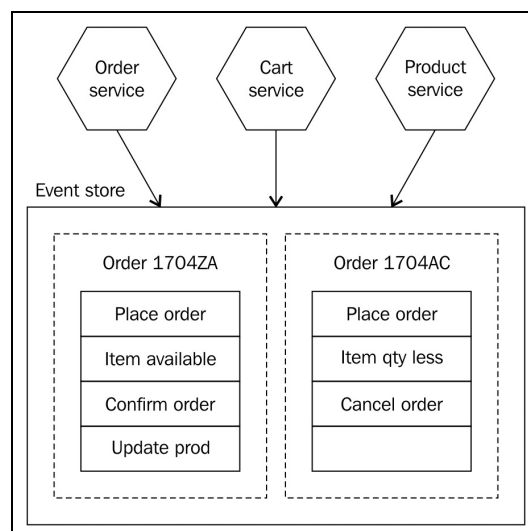 Order
service
Cart
service
Product
service
Event store
Order 1704ZA
Place order
Item available
Confirm order
Update prod
Order 1704AC
Place order
Item qty less
Cancel order